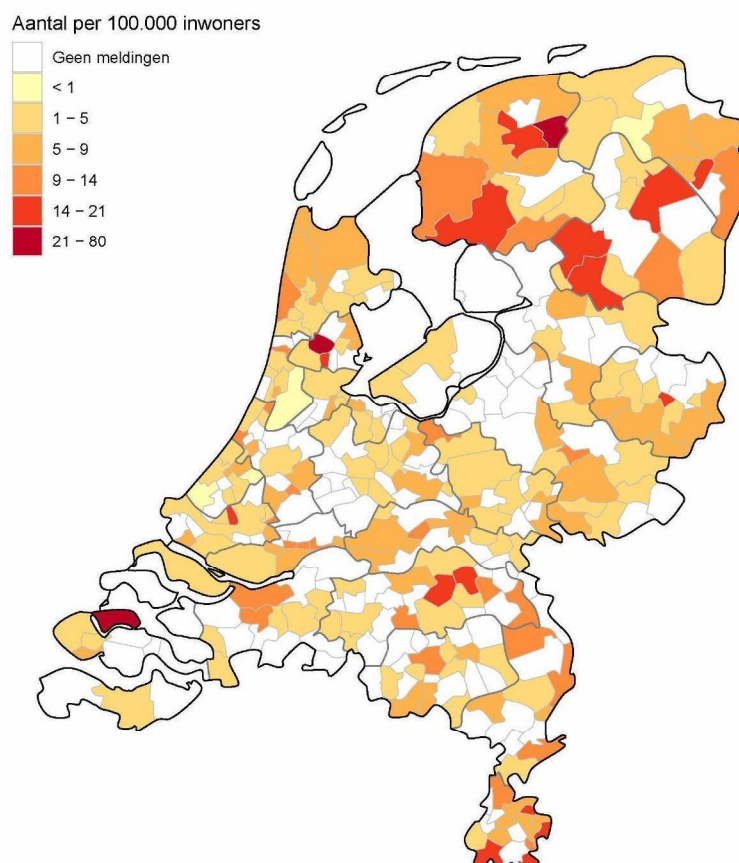 Aantal per 100.000 inwoners
Geen meldingen
< 1
1 – 5
5 – 9
9 – 14
14 – 21
21 – 80